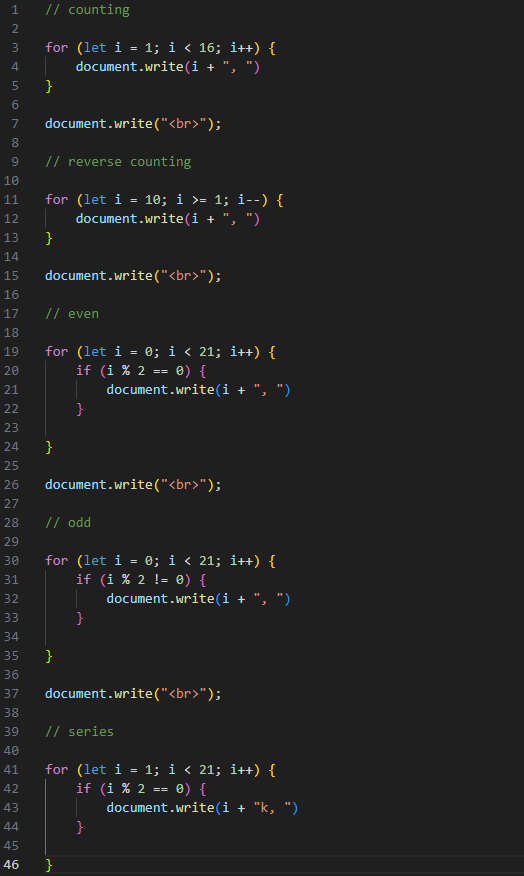 1 // counting
2
3 for (let i = 1; i < 16; i++) {
4     document.write(i + ", ")
5 }
6
7 document.write("<br>");
8
9 // reverse counting
10
11 for (let i = 10; i >= 1; i--) {
12     document.write(i + ", ")
13 }
14
15 document.write("<br>");
16
17 // even
18
19 for (let i = 0; i < 21; i++) {
20     if (i % 2 == 0) {
21         document.write(i + ", ")
22     }
23
24 }
25
26 document.write("<br>");
27
28 // odd
29
30 for (let i = 0; i < 21; i++) {
31     if (i % 2 != 0) {
32         document.write(i + ", ")
33     }
34
35 }
36
37 document.write("<br>");
38
39 // series
40
41 for (let i = 1; i < 21; i++) {
42     if (i % 2 == 0) {
43         document.write(i + "k, ")
44     }
45
46 }